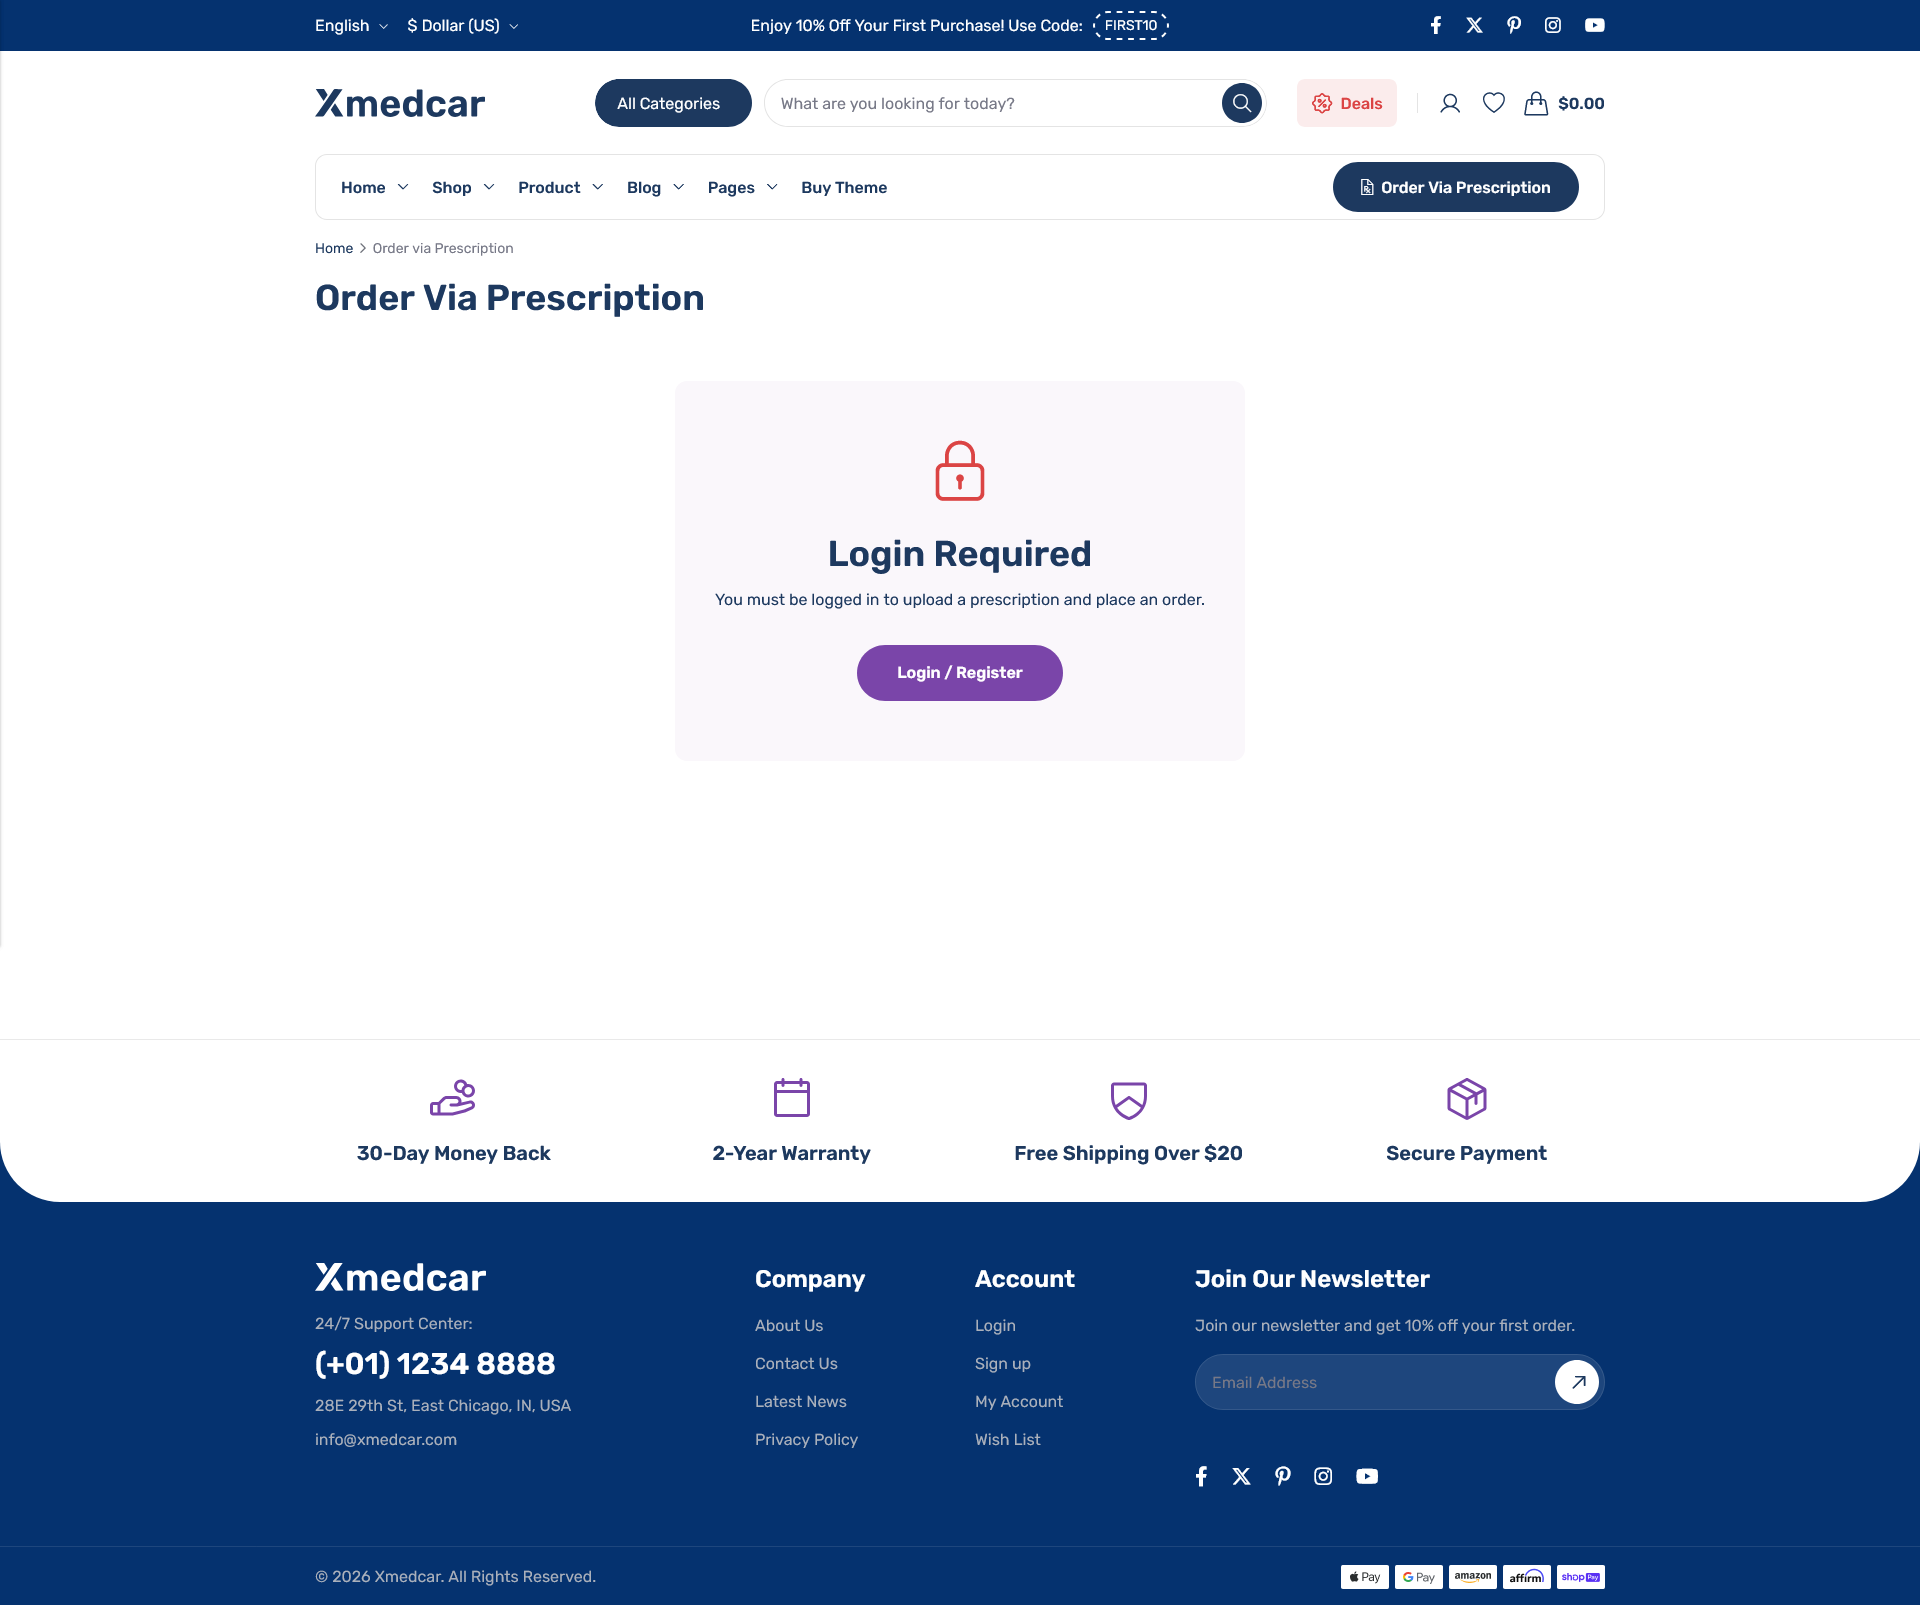 English
$ Dollar (US)
Enjoy 10% Off Your First Purchase! Use Code: FIRST10
Xmedcar
All Categories
What are you looking for today?
Deals
$0.00
Home
Shop
Product
Blog
Pages
Buy Theme
Order Via Prescription
Home
Order via Prescription
Order Via Prescription
Login Required
You must be logged in to upload a prescription and place an order.
Login / Register
30-Day Money Back
2-Year Warranty
Free Shipping Over $20
Secure Payment
Xmedcar
24/7 Support Center:
(+01) 1234 8888
28E 29th St, East Chicago, IN, USA
info@xmedcar.com
Company
About Us
Contact Us
Latest News
Privacy Policy
Account
Login
Sign up
My Account
Wish List
Join Our Newsletter
Join our newsletter and get 10% off your first order.
Email Address
© 2026 Xmedcar. All Rights Reserved.
Pay
G Pay
amazon
affirm
shop Pay